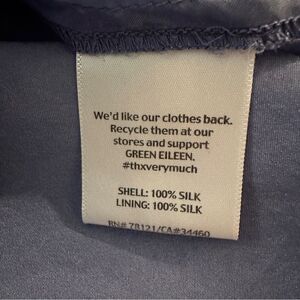 We'd like our clothes back.
Recycle them at our
stores and support
GREEN EILEEN.
#thxverymuch
SHELL: 100% SILK
LINING: 100% SILK
RN# 78121/CA#34460